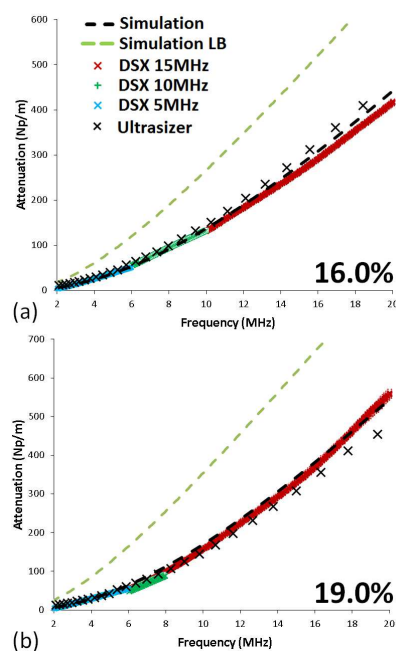 (a)
Attenuation (Np/m)
600
500
400
300
200
100
0
Simulation
Simulation LB
DSX 15MHz
DSX 10MHz
DSX 5MHz
Ultrasizer
16.0%
2 4 6 8 10 12 14 16 18 20
Frequency (MHz)
(b)
Attenuation (Np/m)
700
600
500
400
300
200
100
0
19.0%
2 4 6 8 10 12 14 16 18 20
Frequency (MHz)